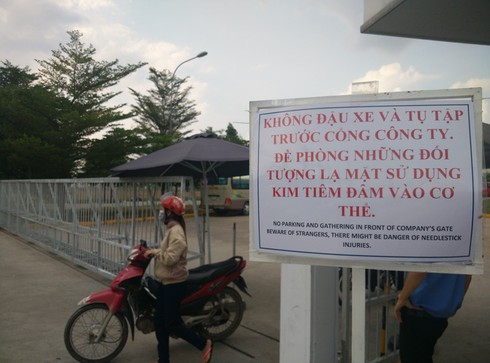 KHÔNG ĐẬU XE VÀ TỤ TẬP
TRƯỚC CỔNG CÔNG TY.
ĐỀ PHÒNG NHỮNG ĐỐI
TƯỢNG LẠ MẶT SỬ DỤNG
KIM TIÊM ĐÂM VÀO CƠ
THỂ.
NO PARKING AND GATHERING IN FRONT OF COMPANY'S GATE
BEWARE OF STRANGERS, THERE MIGHT BE DANGER OF NEEDLESTICK
INJURIES.